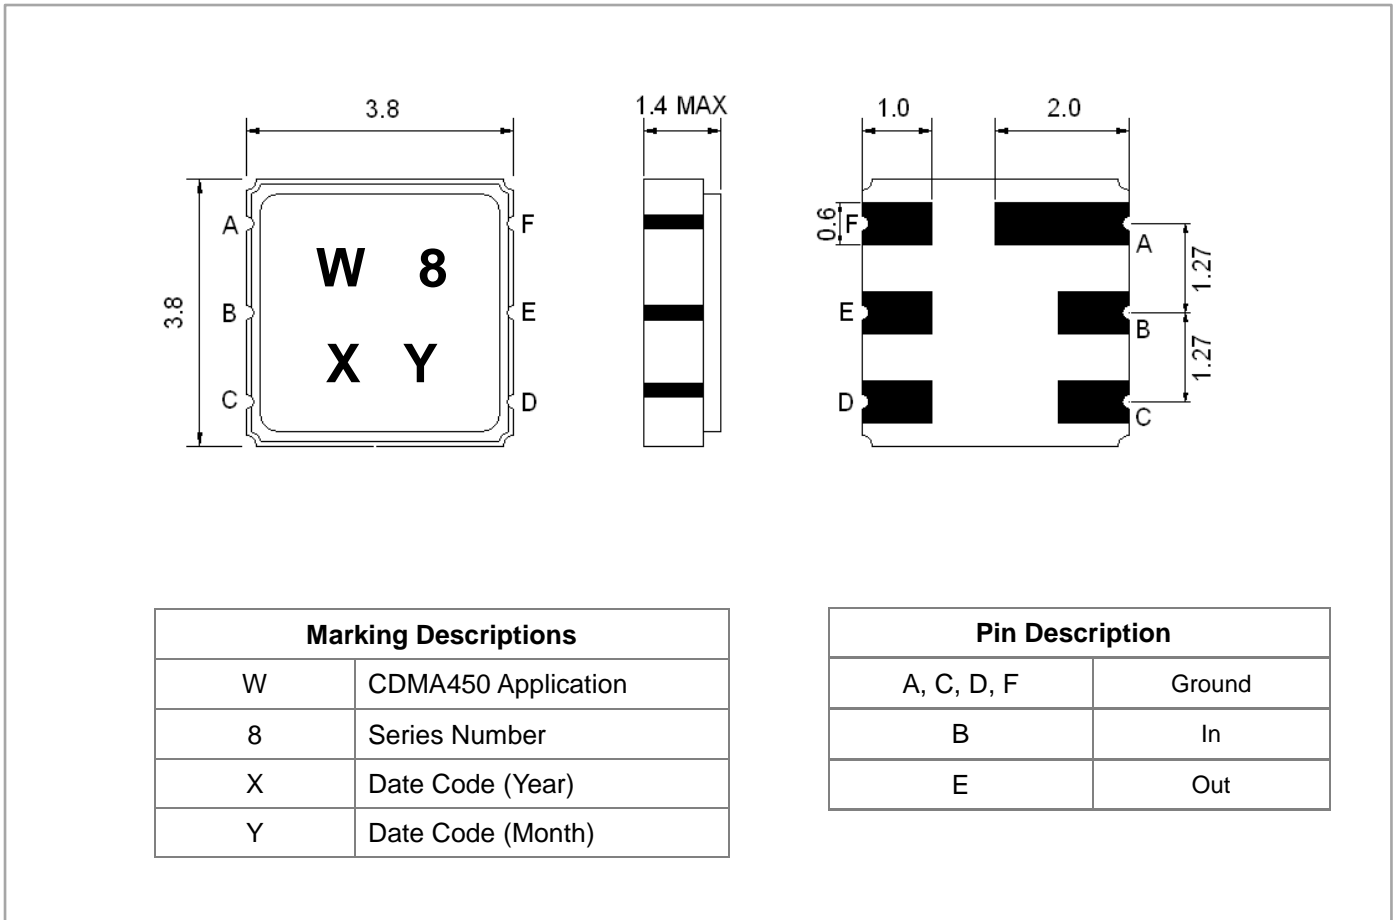 3.8
1.4 MAX
1.0
2.0
3.8
A
B
C
F
E
D
W 8
X Y
0.6
F
E
D
A
B
C
1.27
1.27
Marking Descriptions
W CDMA450 Application
8 Series Number
X Date Code (Year)
Y Date Code (Month)
Pin Description
A, C, D, F Ground
B In
E Out